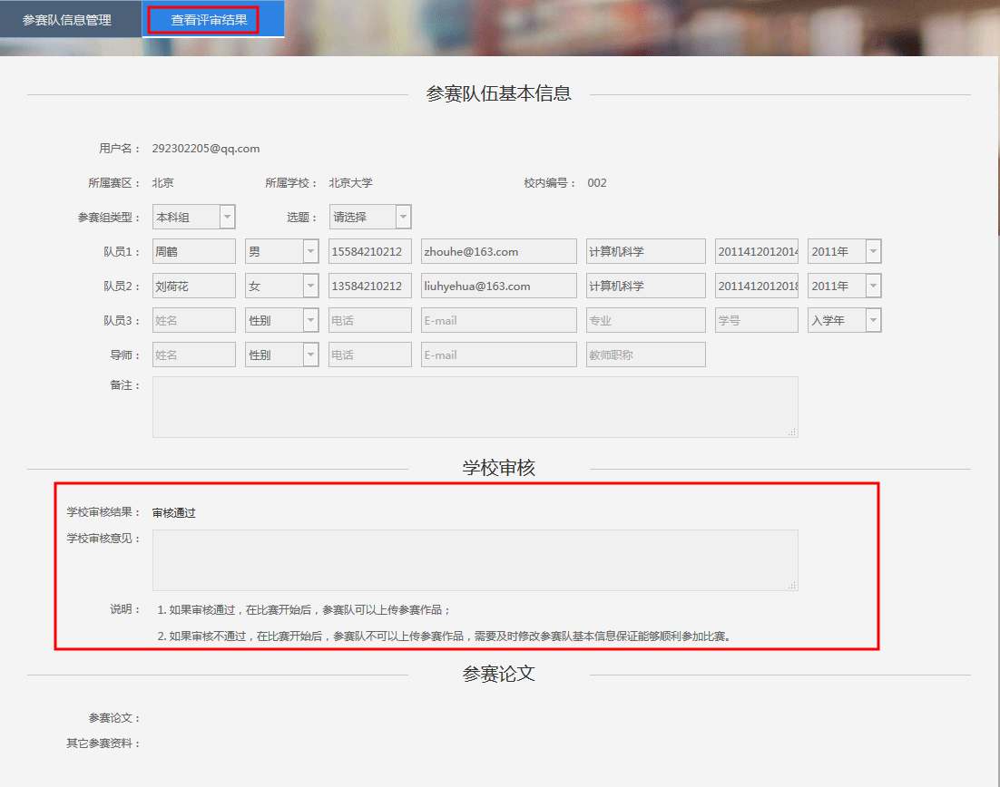 参赛队信息管理 查看评审结果
参赛队伍基本信息
用户名： 292302205@qq.com
所属赛区： 北京 所属学校： 北京大学 校内编号： 002
参赛组类型： 本科组 选题： 请选择
队员1： 周鹤 男 15584210212 zhouhe@163.com 计算机科学 2011412012014 2011年
队员2： 刘荷花 女 13584210212 liuhyehua@163.com 计算机科学 2011412012018 2011年
队员3： 姓名 性别 电话 E-mail 专业 学号 入学年
导师： 姓名 性别 电话 E-mail 教师职称
备注：
学校审核
学校审核结果： 审核通过
学校审核意见：
说明： 1. 如果审核通过，在比赛开始后，参赛队可以上传参赛作品；
2. 如果审核不通过，在比赛开始后，参赛队不可以上传参赛作品，需要及时修改参赛队基本信息保证能够顺利参加比赛。
参赛论文
参赛论文：
其它参赛资料：